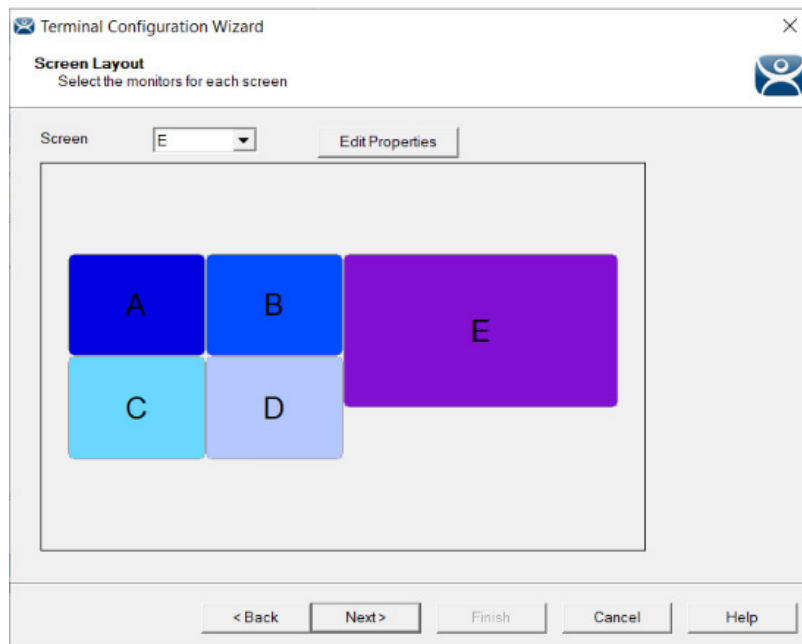 Terminal Configuration Wizard
Screen Layout
Select the monitors for each screen
Screen E Edit Properties
A B E
C D
< Back Next > Finish Cancel Help